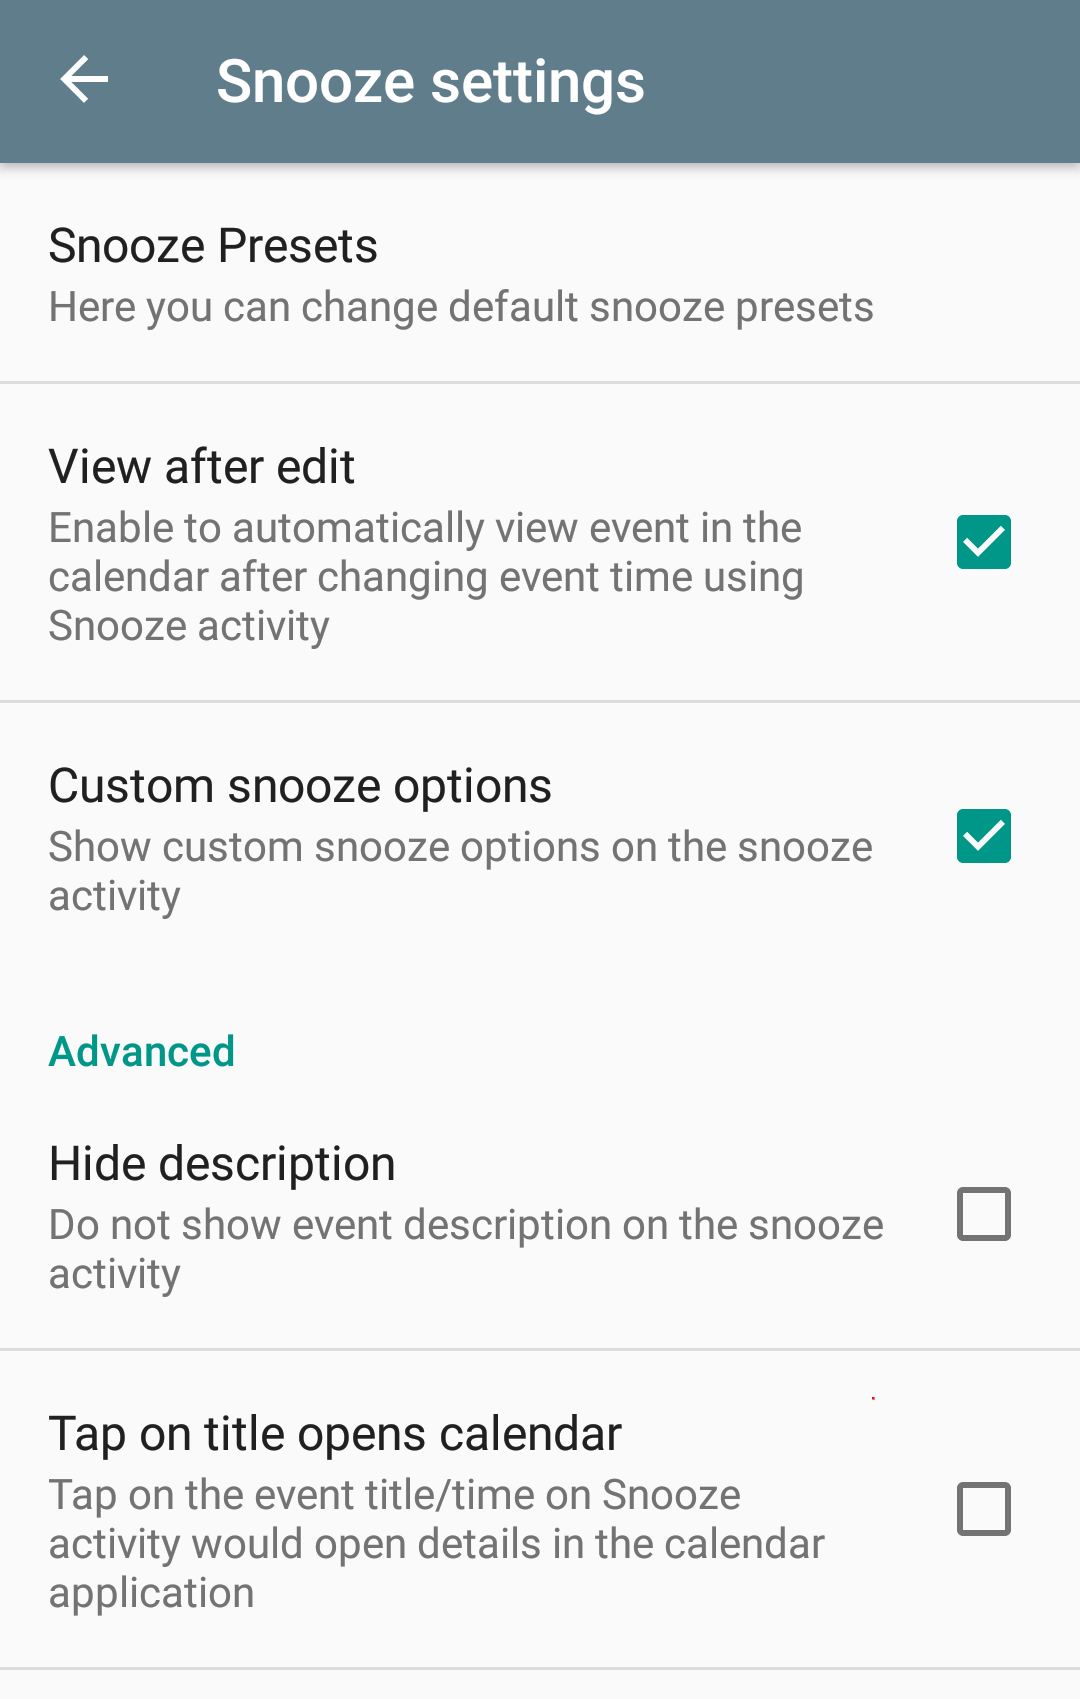 Snooze settings
Snooze Presets
Here you can change default snooze presets
View after edit
Enable to automatically view event in the
calendar after changing event time using
Snooze activity
Custom snooze options
Show custom snooze options on the snooze
activity
Advanced
Hide description
Do not show event description on the snooze
activity
Tap on title opens calendar
Tap on the event title/time on Snooze
activity would open details in the calendar
application